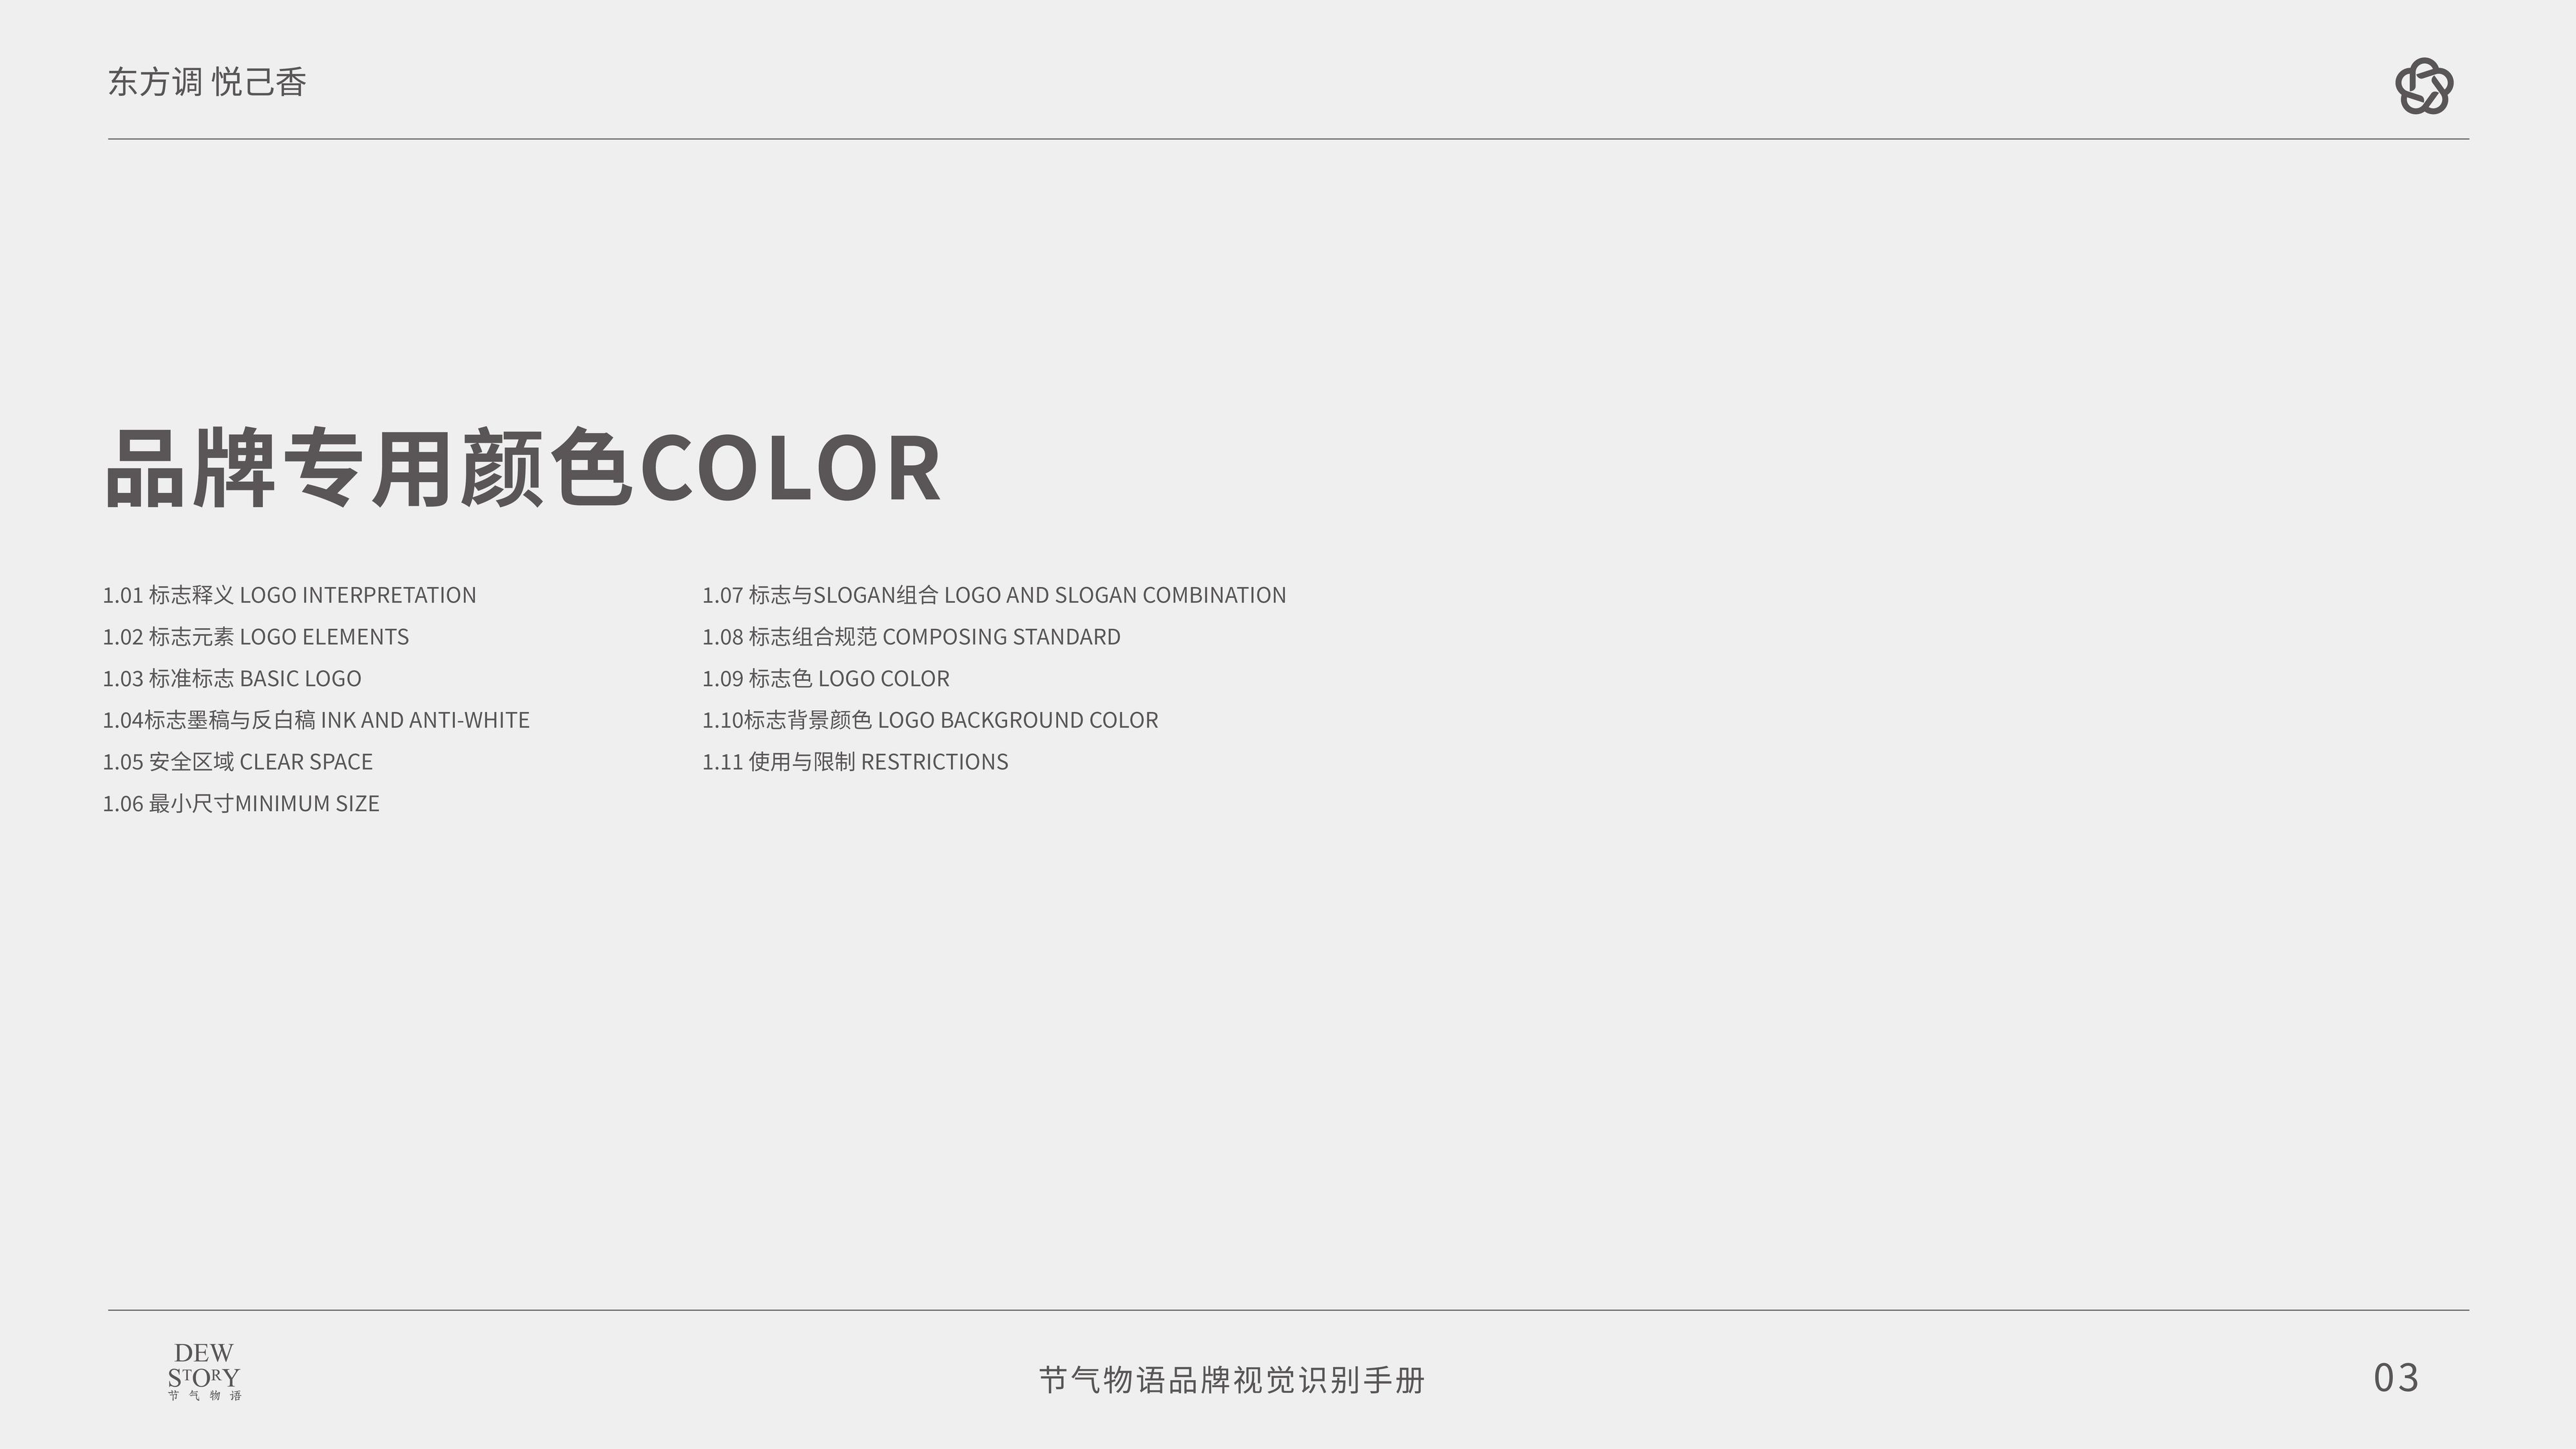 东方调 悦己香
品牌专用颜色COLOR
1.01 标志释义 LOGO INTERPRETATION
1.02 标志元素 LOGO ELEMENTS
1.03 标准标志 BASIC LOGO
1.04标志墨稿与反白稿 INK AND ANTI-WHITE
1.05 安全区域 CLEAR SPACE
1.06 最小尺寸MINIMUM SIZE
1.07 标志与SLOGAN组合 LOGO AND SLOGAN COMBINATION
1.08 标志组合规范 COMPOSING STANDARD
1.09 标志色 LOGO COLOR
1.10标志背景颜色 LOGO BACKGROUND COLOR
1.11 使用与限制 RESTRICTIONS
DEW
STORY
节气物语
节气物语品牌视觉识别手册
03